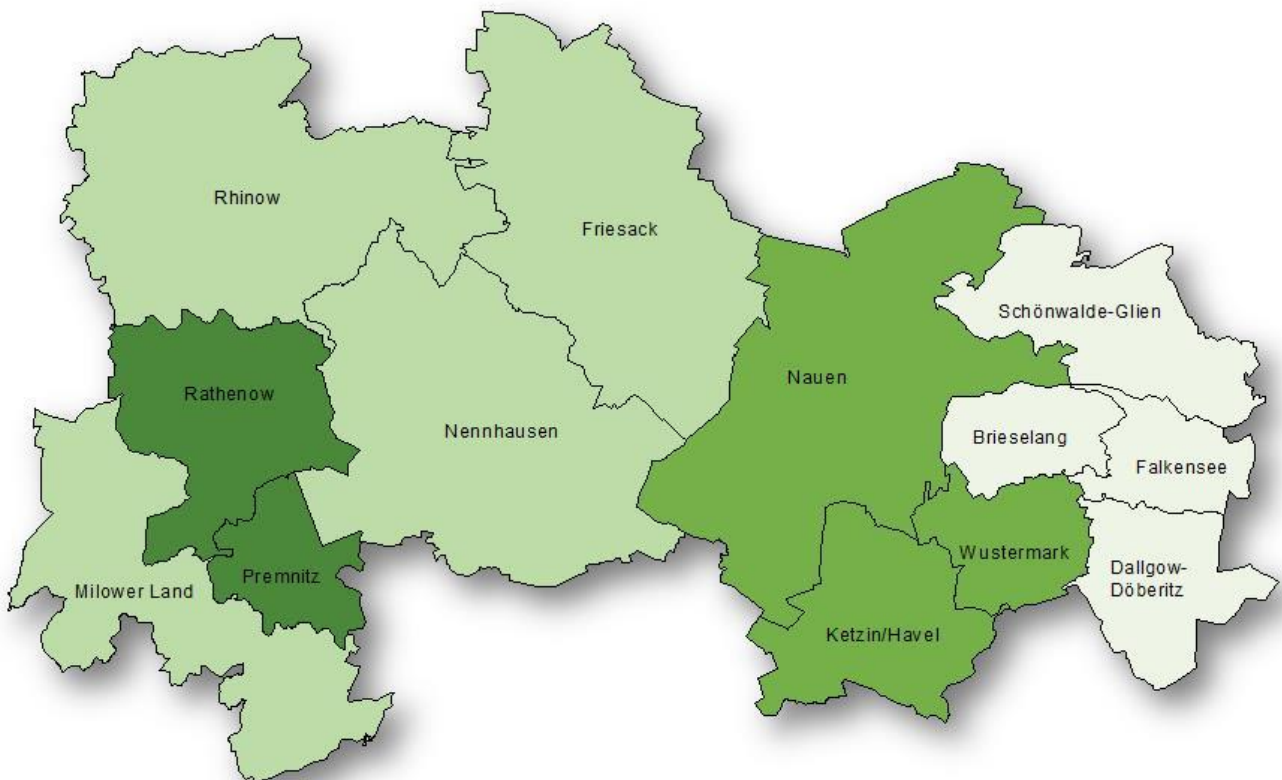 Rhinow
Friesack
Schönwalde-Glien
Nauen
Rathenow
Nennhausen
Brieselang
Falkensee
Wustermark
Dallgow-
Döberitz
Premnitz
Milower Land
Ketzin/Havel